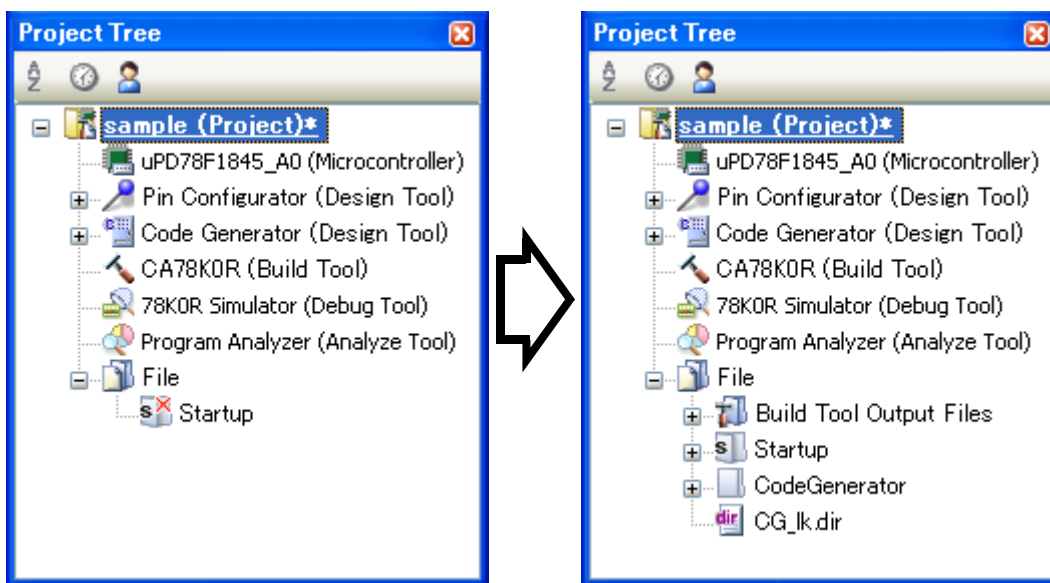 Project Tree
sample (Project)*
uPD78F1845_A0 (Microcontroller)
Pin Configurator (Design Tool)
Code Generator (Design Tool)
CA78K0R (Build Tool)
78K0R Simulator (Debug Tool)
Program Analyzer (Analyze Tool)
File
Startup
Project Tree
sample (Project)*
uPD78F1845_A0 (Microcontroller)
Pin Configurator (Design Tool)
Code Generator (Design Tool)
CA78K0R (Build Tool)
78K0R Simulator (Debug Tool)
Program Analyzer (Analyze Tool)
File
Build Tool Output Files
Startup
CodeGenerator
CG_lk.dir